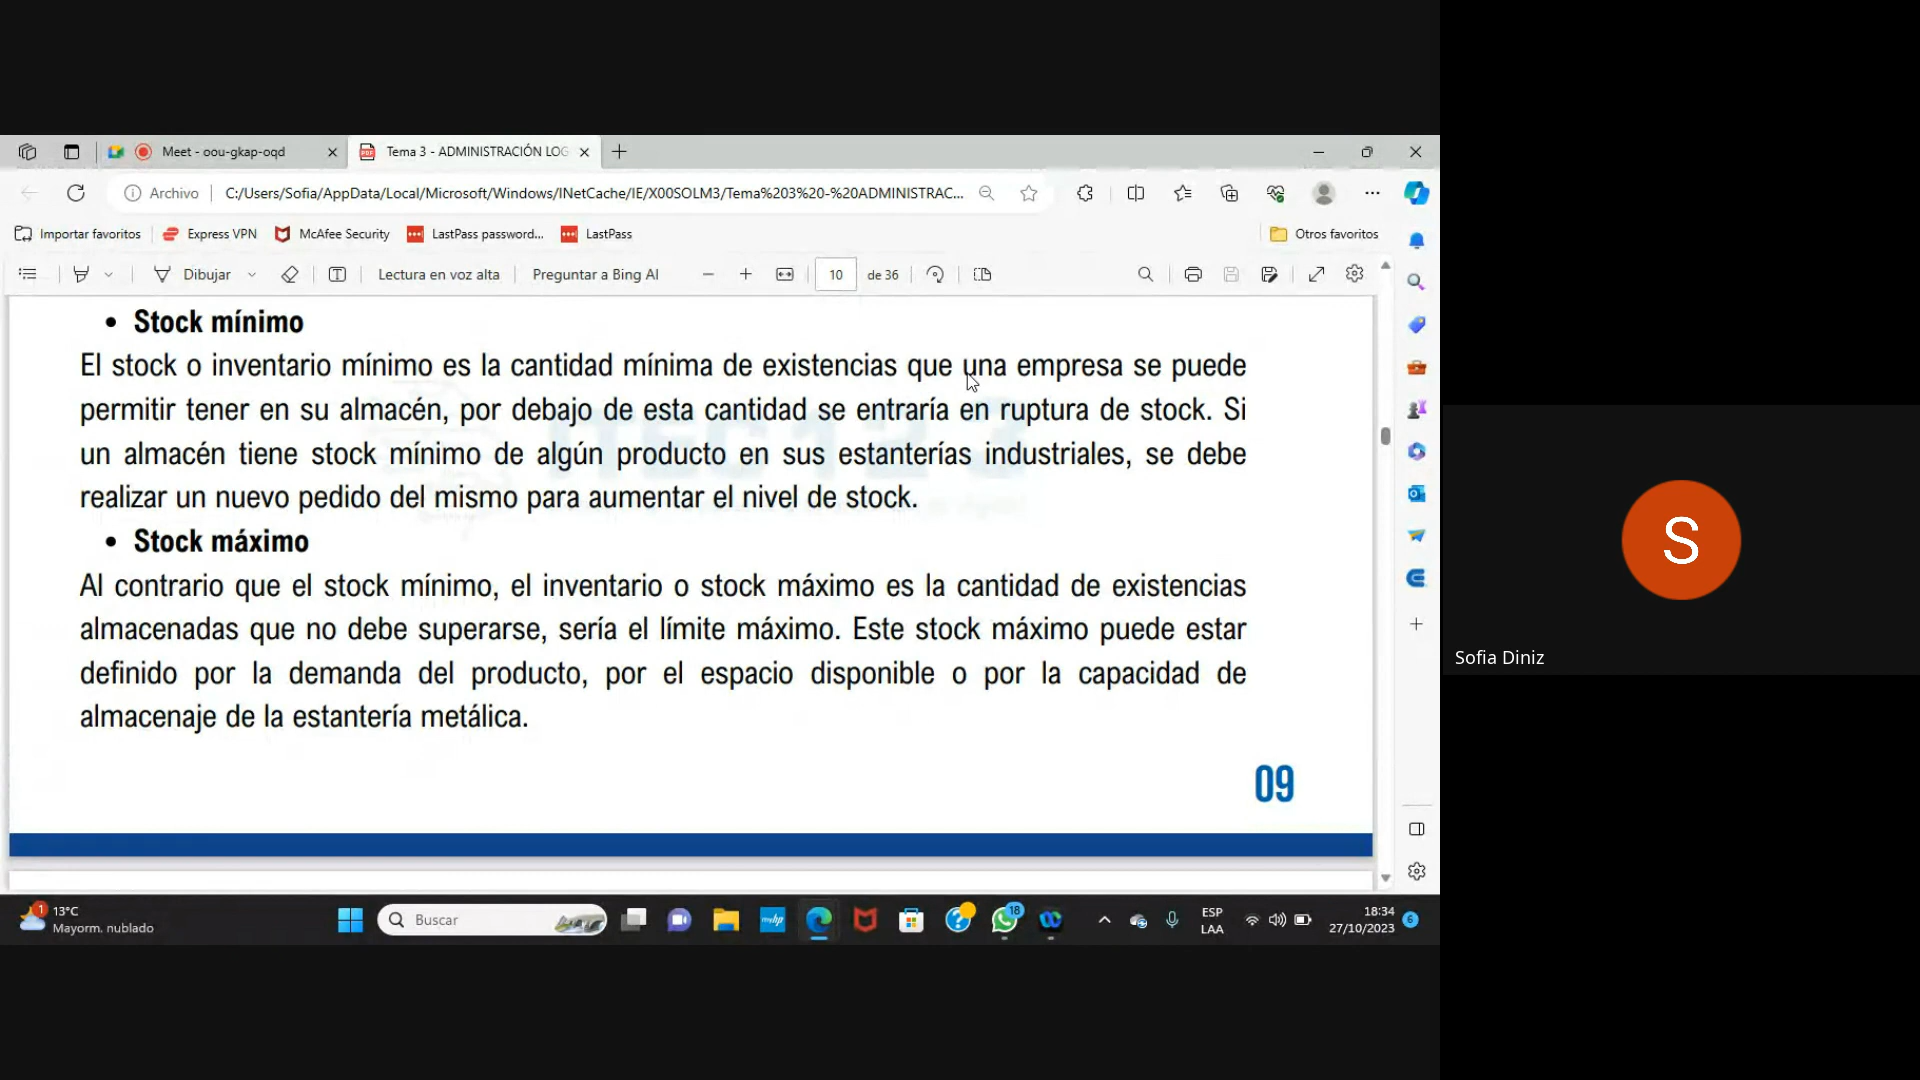 Meet - oou-gkap-oqd
Tema 3 - ADMINISTRACIÓN LOG
Archivo
C:/Users/Sofia/AppData/Local/Microsoft/Windows/INetCache/IE/X00SOLM3/Tema%203%20-%20ADMINISTRAC...
Importar favoritos
Express VPN
McAfee Security
LastPass password...
LastPass
Otros favoritos
Dibujar
Lectura en voz alta
Preguntar a Bing AI
10
de 36
• Stock mínimo
El stock o inventario mínimo es la cantidad mínima de existencias que una empresa se puede
permitir tener en su almacén, por debajo de esta cantidad se entraría en ruptura de stock. Si
un almacén tiene stock mínimo de algún producto en sus estanterías industriales, se debe
realizar un nuevo pedido del mismo para aumentar el nivel de stock.
• Stock máximo
Al contrario que el stock mínimo, el inventario o stock máximo es la cantidad de existencias
almacenadas que no debe superarse, sería el límite máximo. Este stock máximo puede estar
definido por la demanda del producto, por el espacio disponible o por la capacidad de
almacenaje de la estantería metálica.
09
S
Sofia Diniz
1
13°C
Mayorm. nublado
Buscar
myhp
18
ESP
LAA
18:34
27/10/2023
6